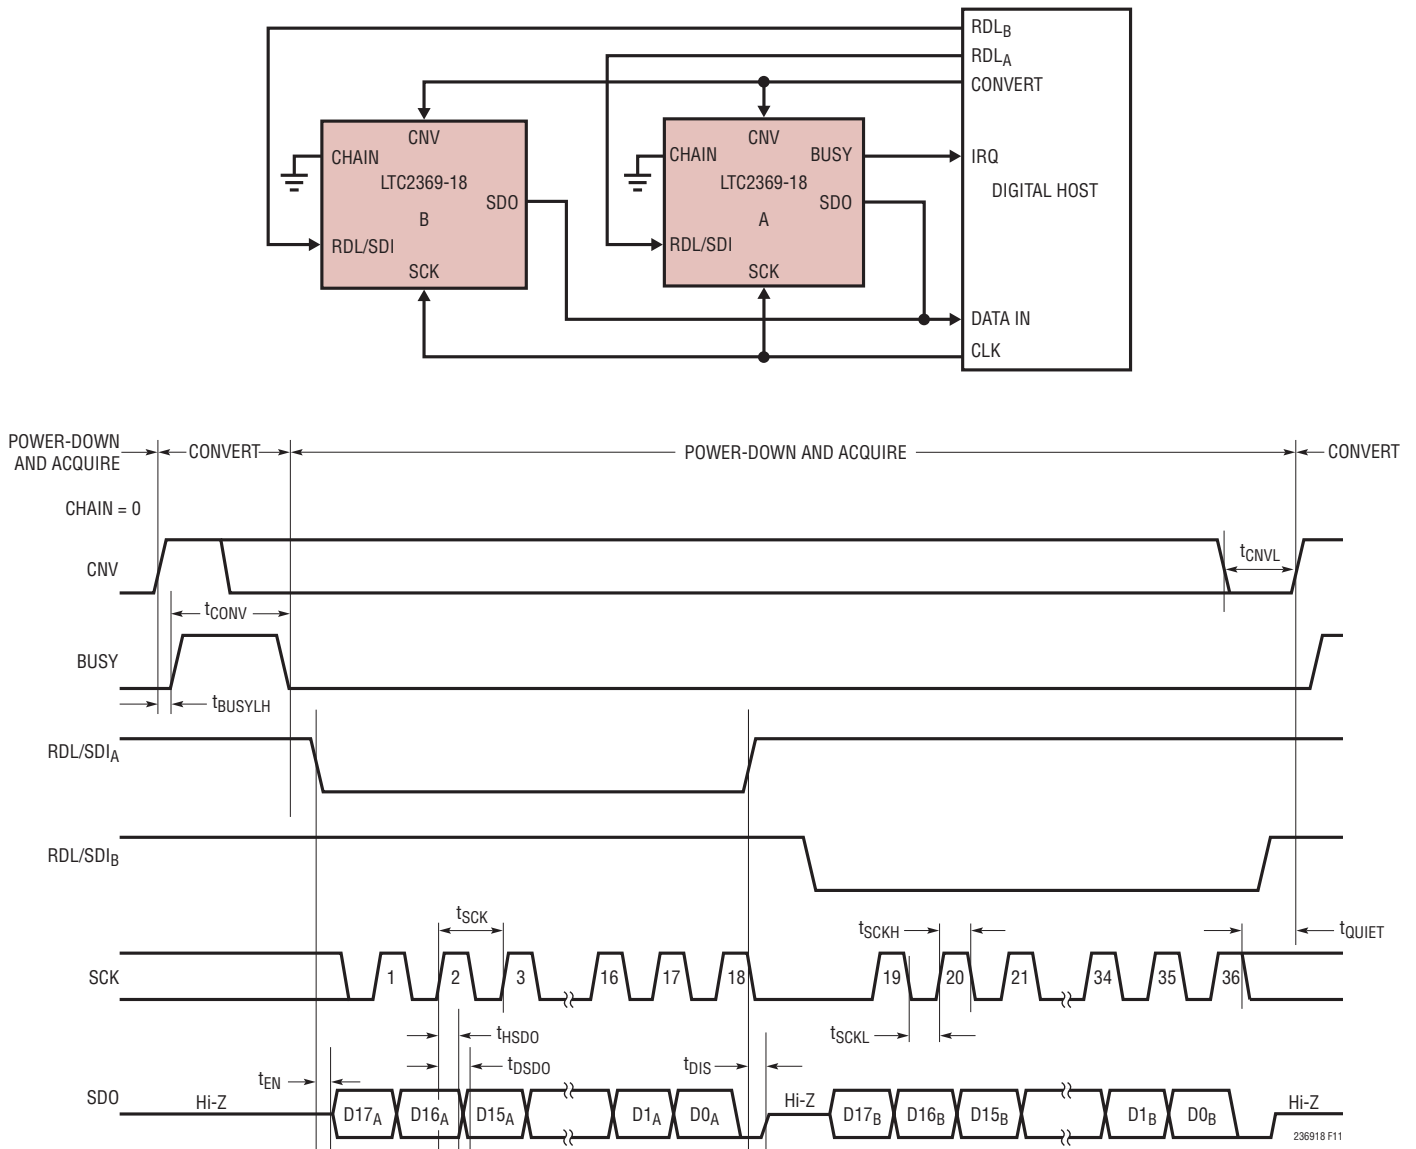 RDLB
RDLA
CONVERT
CNV
CNV
CHAIN
CHAIN
BUSY
IRQ
LTC2369-18
LTC2369-18
DIGITAL HOST
SDO
SDO
B
A
RDL/SDI
RDL/SDI
SCK
SCK
DATA IN
CLK
POWER-DOWN
AND ACQUIRE
CONVERT
POWER-DOWN AND ACQUIRE
CONVERT
CHAIN = 0
CNV
tCNVL
tCONV
BUSY
tBUSYLH
RDL/SDIA
RDL/SDIB
tSCK
tSCKH
tQUIET
SCK
1 2 3 16 17 18 19 20 21 34 35 36
tHSDO
tSCKL
tDSDO
tDIS
tEN
SDO
Hi-Z
D17A D16A D15A D1A D0A
Hi-Z
D17B D16B D15B D1B D0B
Hi-Z
236918 F11